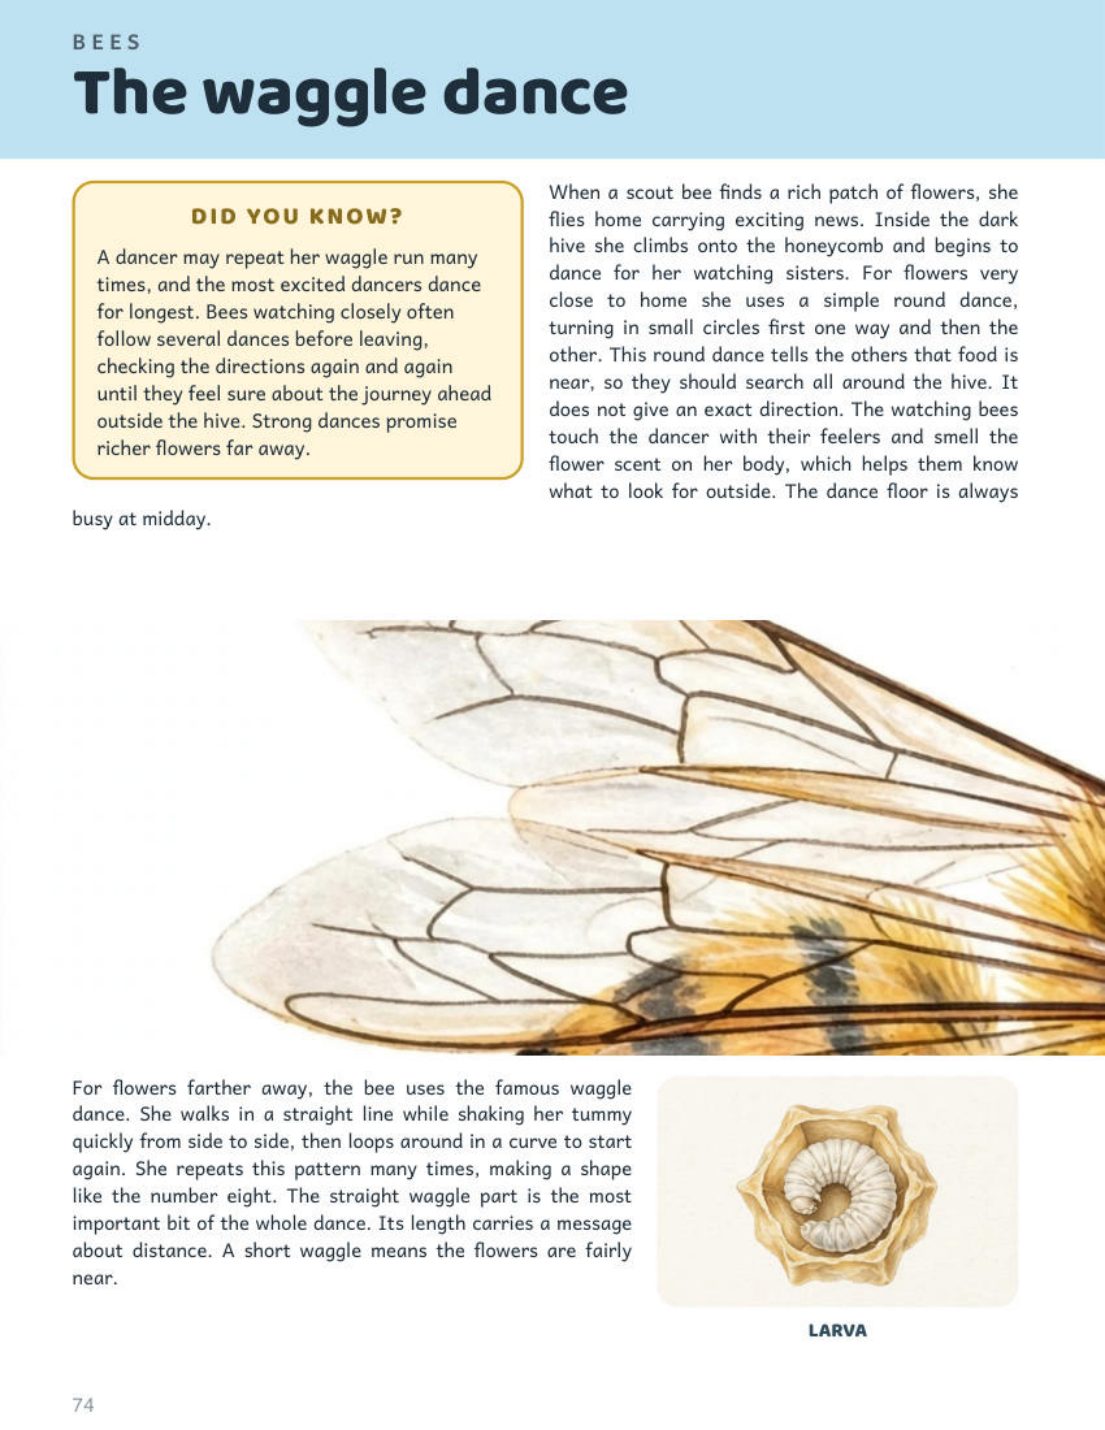 BEES
The waggle dance
DID YOU KNOW?
A dancer may repeat her waggle run many
times, and the most excited dancers dance
for longest. Bees watching closely often
follow several dances before leaving,
checking the directions again and again
until they feel sure about the journey ahead
outside the hive. Strong dances promise
richer flowers far away.
When a scout bee finds a rich patch of flowers, she
flies home carrying exciting news. Inside the dark
hive she climbs onto the honeycomb and begins to
dance for her watching sisters. For flowers very
close to home she uses a simple round dance,
turning in small circles first one way and then the
other. This round dance tells the others that food is
near, so they should search all around the hive. It
does not give an exact direction. The watching bees
touch the dancer with their feelers and smell the
flower scent on her body, which helps them know
what to look for outside. The dance floor is always
busy at midday.
For flowers farther away, the bee uses the famous waggle
dance. She walks in a straight line while shaking her tummy
quickly from side to side, then loops around in a curve to start
again. She repeats this pattern many times, making a shape
like the number eight. The straight waggle part is the most
important bit of the whole dance. Its length carries a message
about distance. A short waggle means the flowers are fairly
near.
LARVA
74